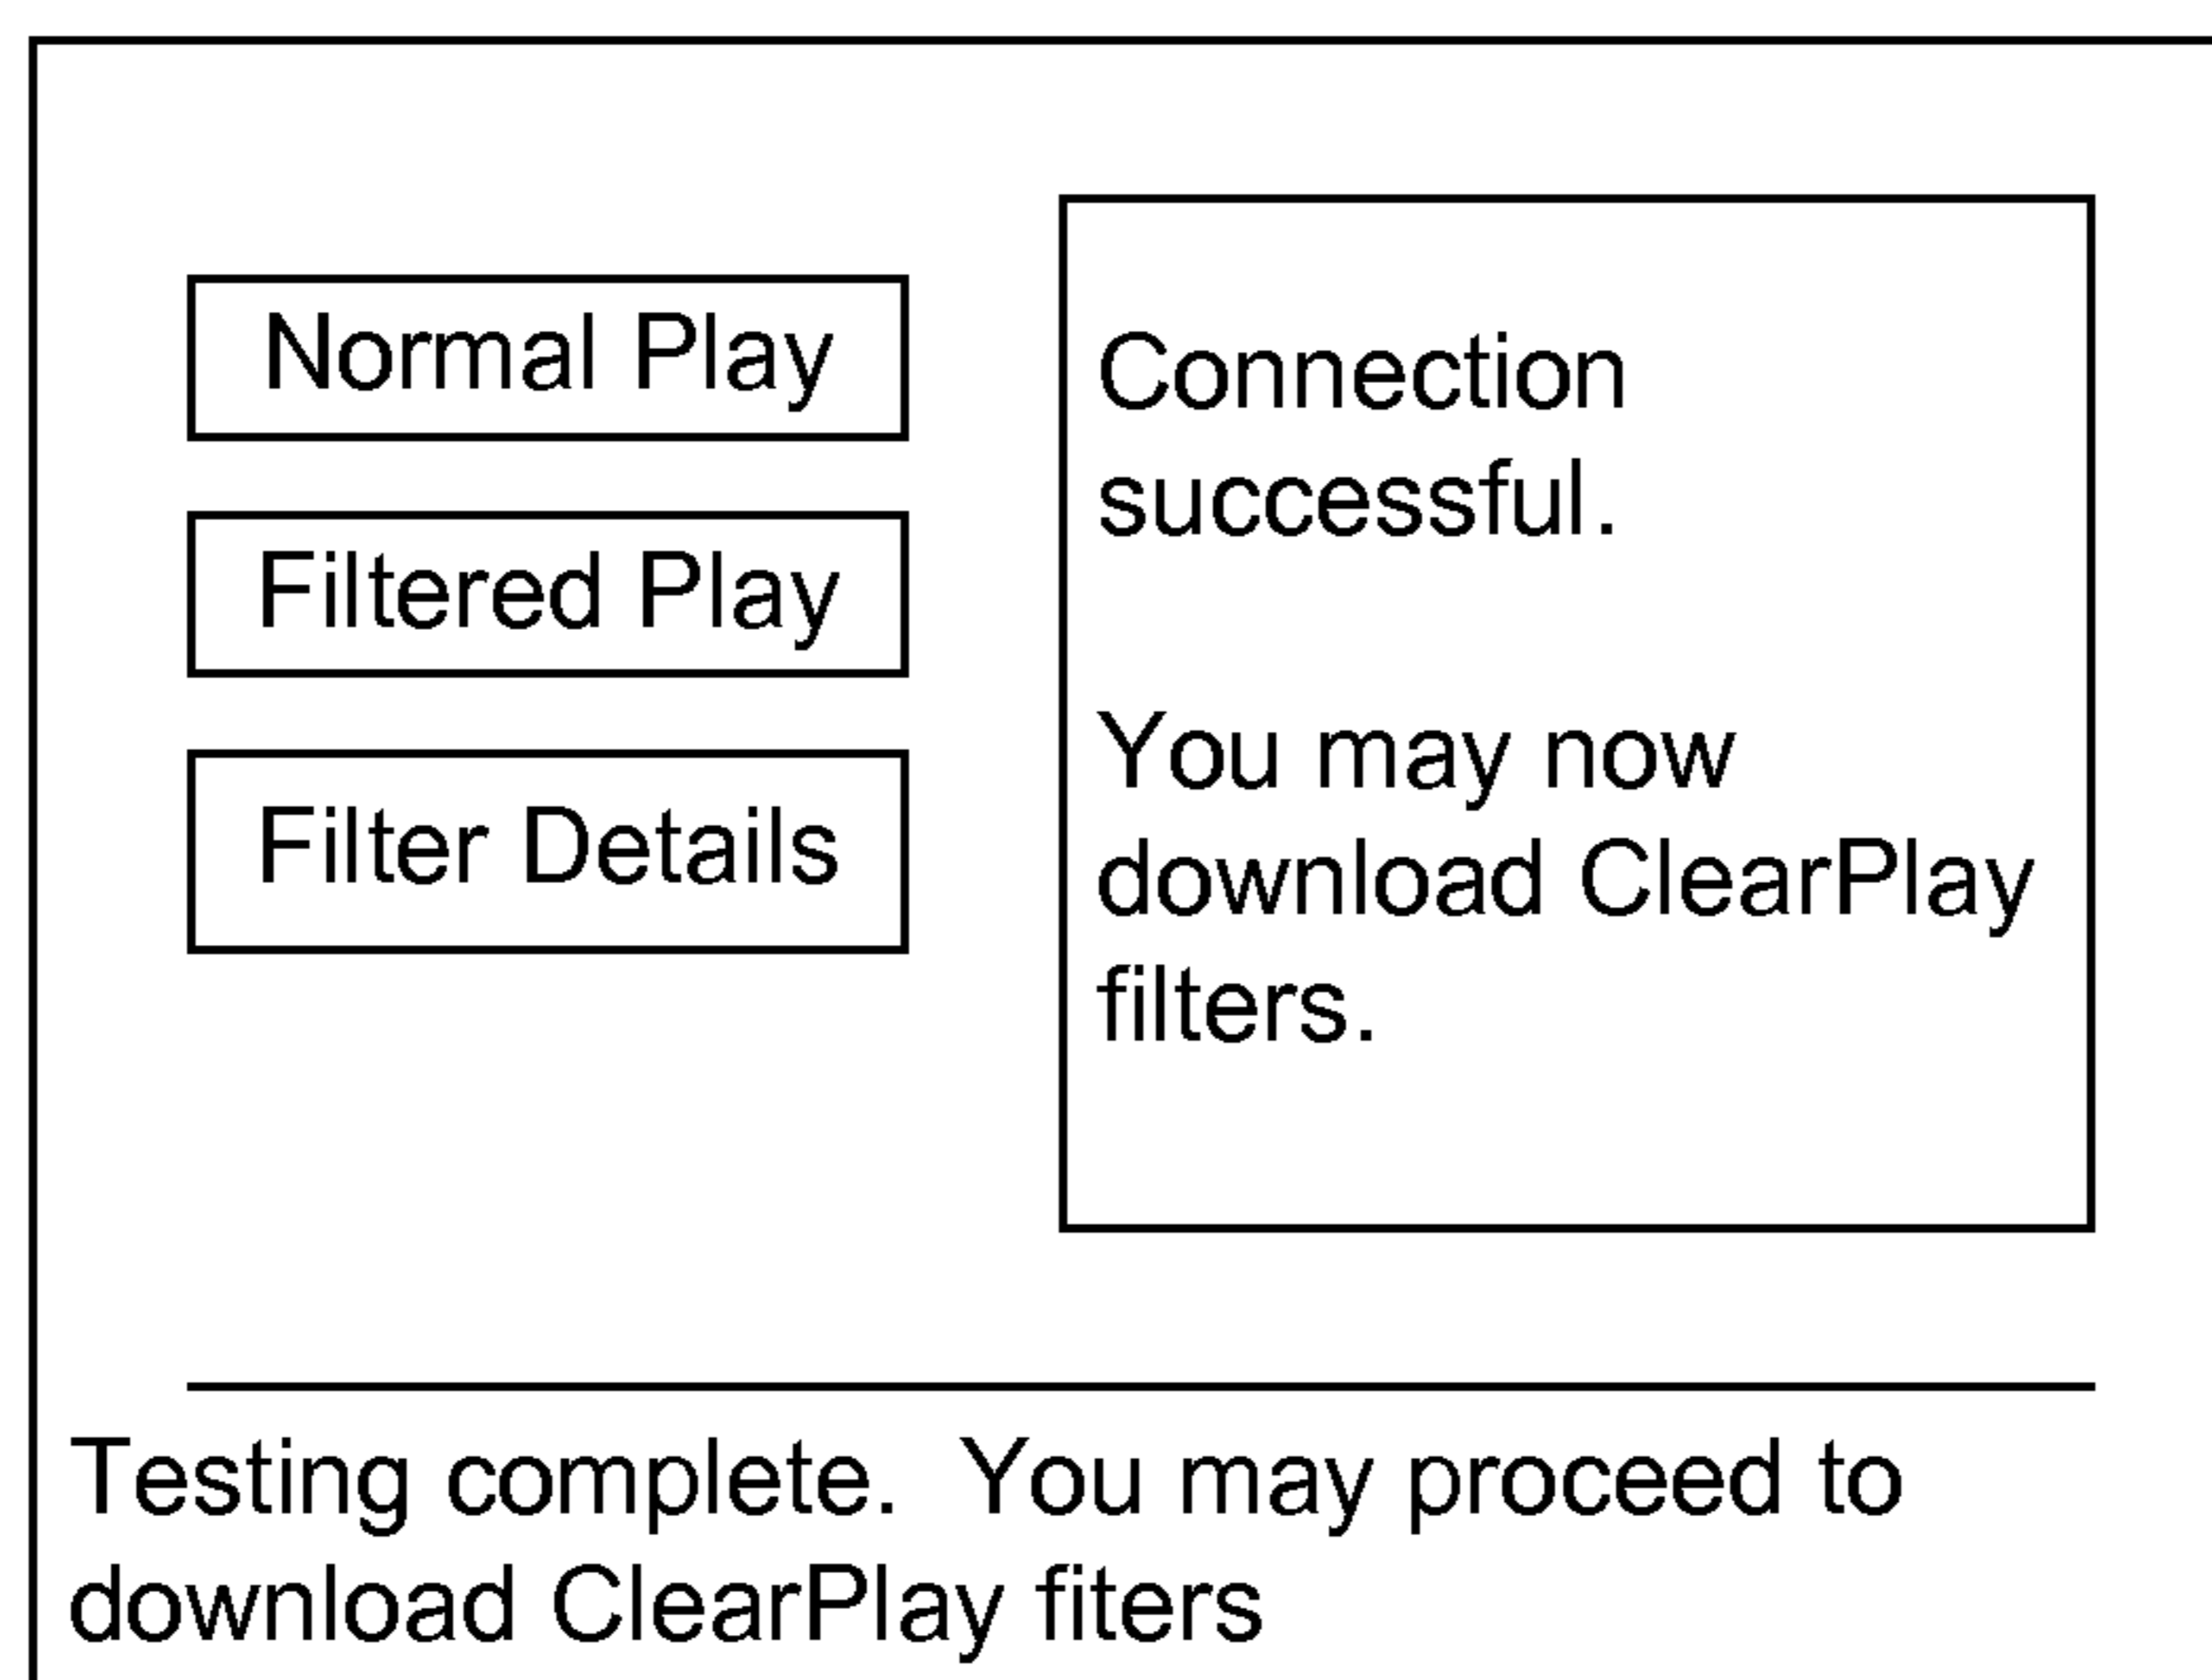 Normal Play
Filtered Play
Filter Details
Connection
successful.
You may now
download ClearPlay
filters.
Testing complete.  You may proceed to
download ClearPlay fiters